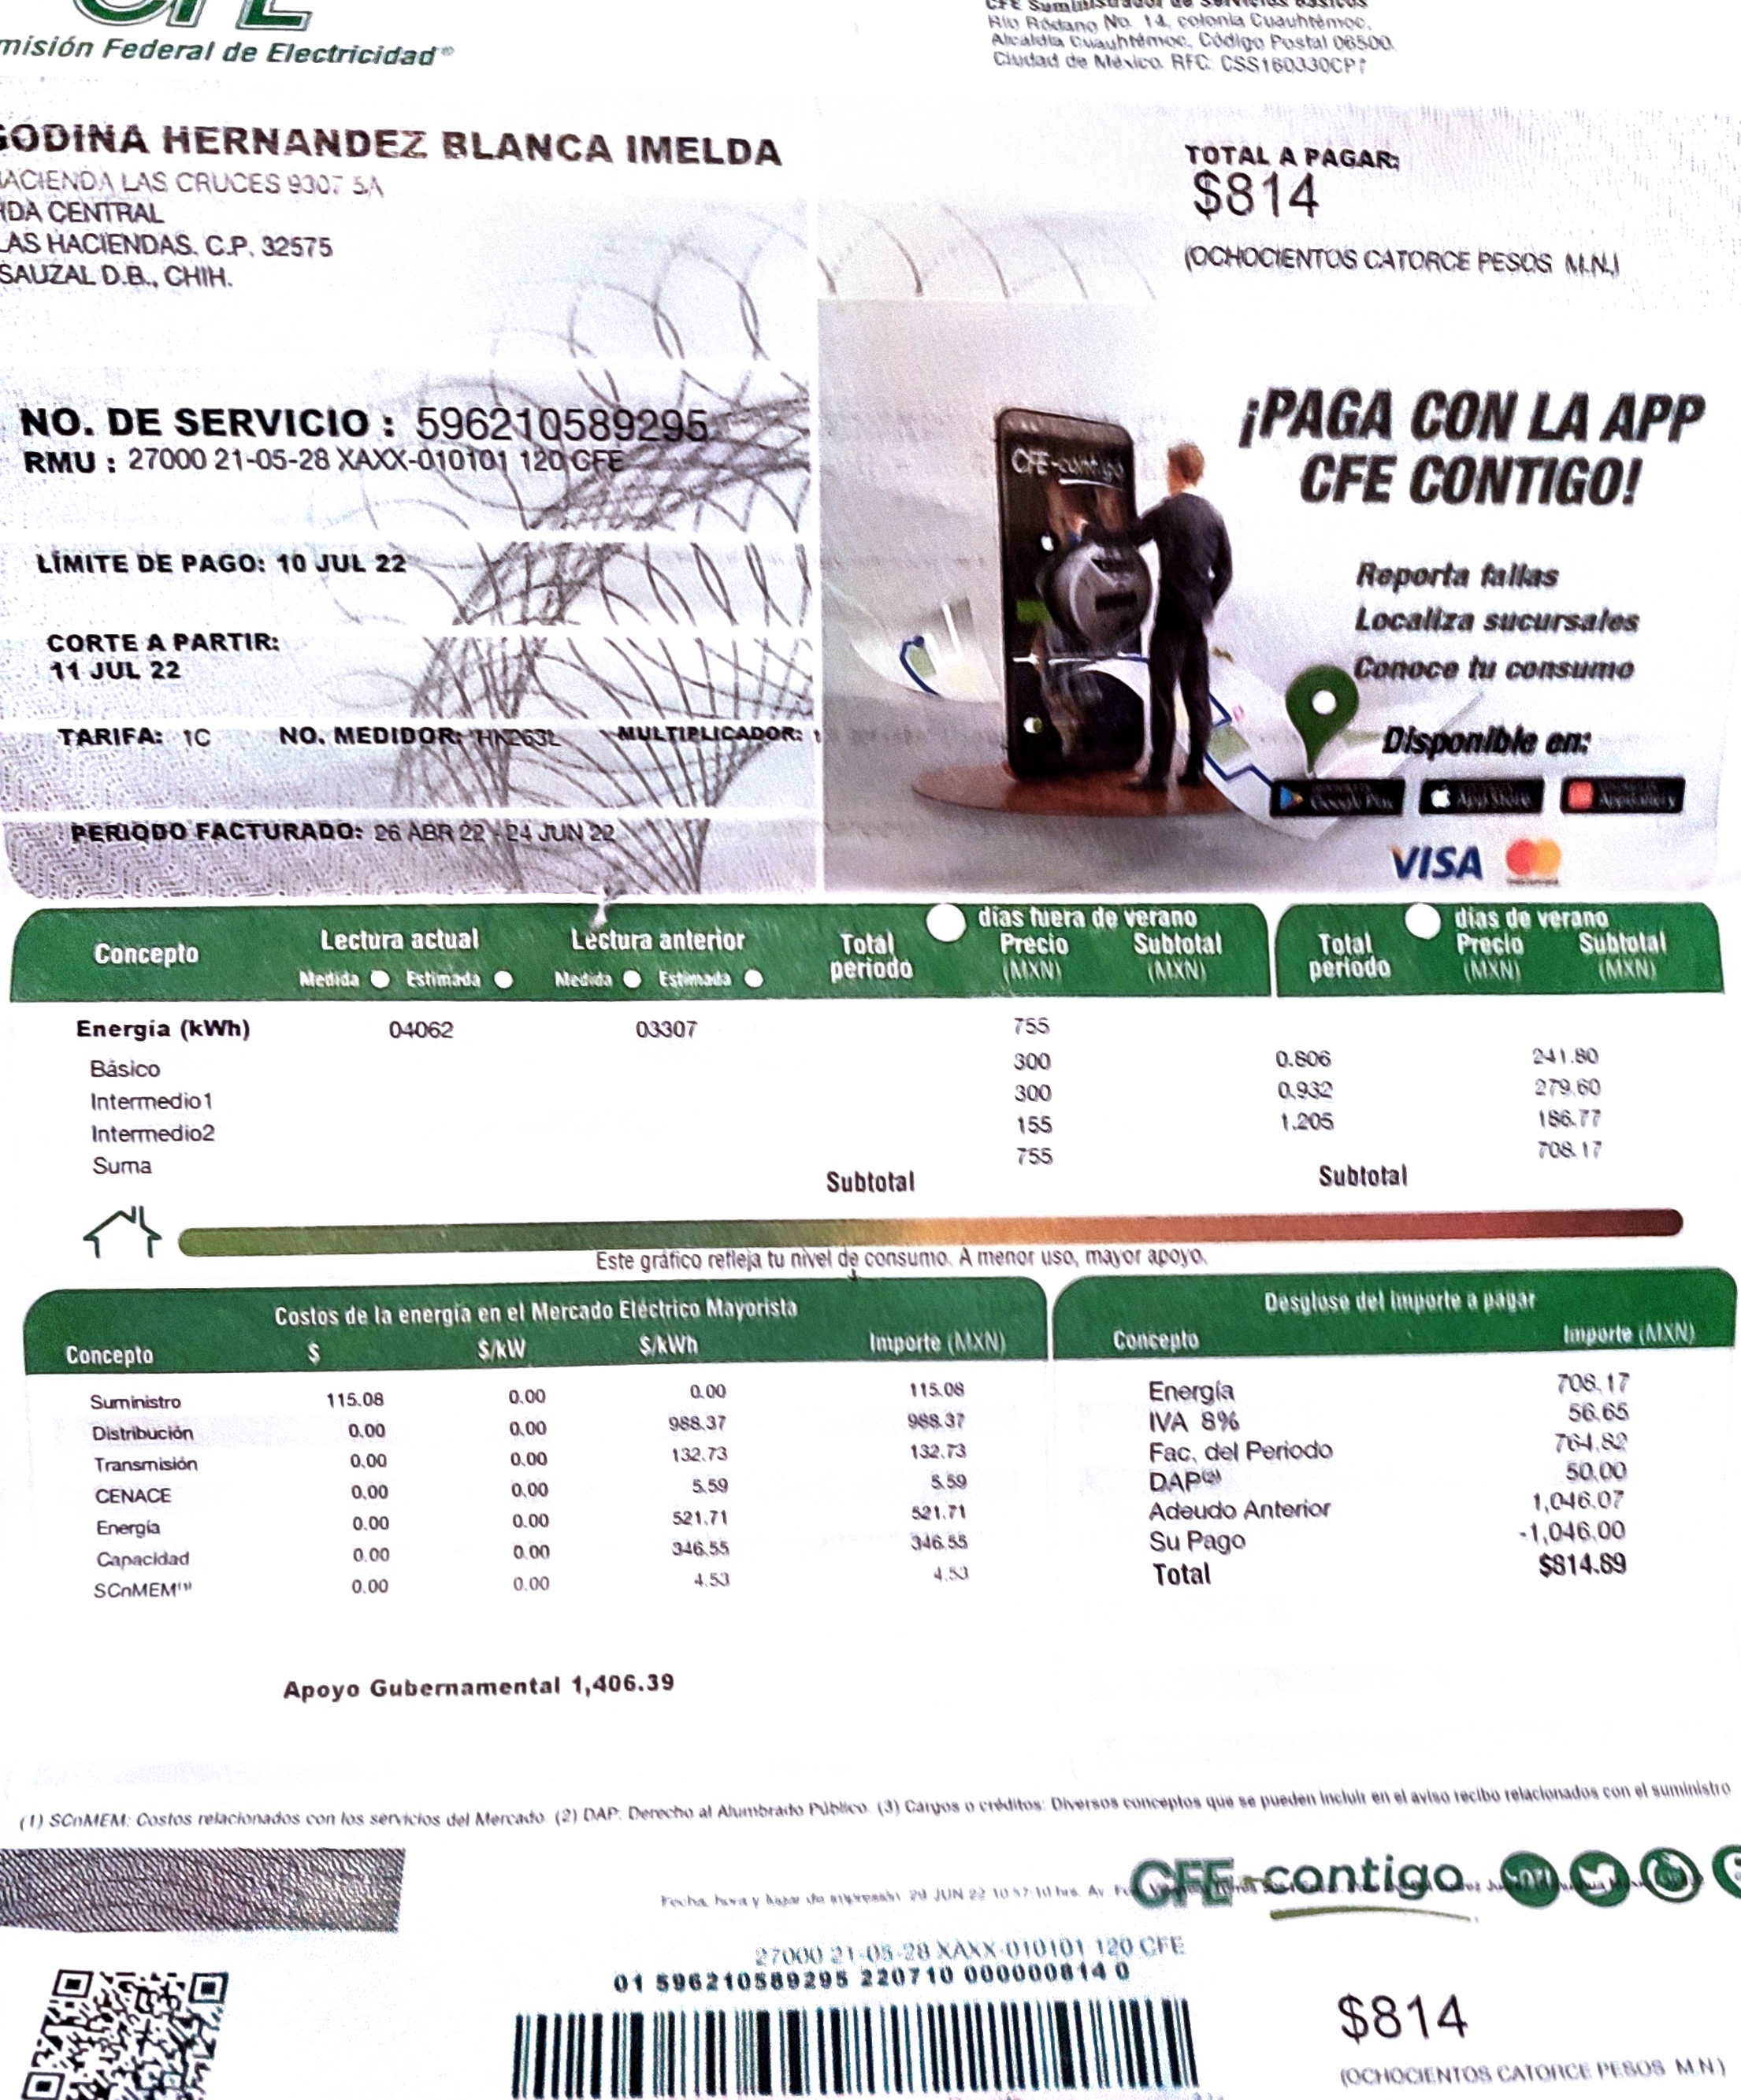 CFE
misión Federal de Electricidad®
CFE Suministrador de Servicios Básicos
Río Ródano No. 14, colonia Cuauhtémoc,
Alcaldía Cuauhtémoc, Código Postal 06500,
Ciudad de México. RFC: CSS160330CP7
GODINA HERNANDEZ BLANCA IMELDA
HACIENDA LAS CRUCES 9307 5A
HDA CENTRAL
LAS HACIENDAS. C.P. 32575
SAUZAL D.B., CHIH.
TOTAL A PAGAR:
$814
(OCHOCIENTOS CATORCE PESOS M.N.)
NO. DE SERVICIO : 596210589295
RMU : 27000 21-05-28 XAXX-010101 120 CFE
LÍMITE DE PAGO: 10 JUL 22
CORTE A PARTIR:
11 JUL 22
TARIFA: 1C NO. MEDIDOR: MULTIPLICADOR: 1
PERIODO FACTURADO: 26 ABR 22 - 24 JUN 22
¡PAGA CON LA APP
CFE CONTIGO!
CFE-contigo
Reporta fallas
Localiza sucursales
Conoce tu consumo
Disponible en:
Google Play App Store AppGallery
VISA
Concepto Lectura actual Lectura anterior Total periodo días fuera de verano Precio (MXN) Subtotal (MXN) Total periodo días de verano Precio (MXN) Subtotal (MXN)
Medida Estimada Medida Estimada
Energía (kWh) 04062 03307 755
Básico 300 0.806 241.80
Intermedio1 300 0.932 279.60
Intermedio2 155 1.205 186.77
Suma 755 708.17
Subtotal Subtotal
Este gráfico refleja tu nivel de consumo. A menor uso, mayor apoyo.
Costos de la energía en el Mercado Eléctrico Mayorista
Concepto $ $/kW $/kWh Importe (MXN)
Suministro 115.08 0.00 0.00 115.08
Distribución 0.00 0.00 988.37 988.37
Transmisión 0.00 0.00 132.73 132.73
CENACE 0.00 0.00 5.59 5.59
Energía 0.00 0.00 521.71 521.71
Capacidad 0.00 0.00 346.55 346.55
SCnMEM(1) 0.00 0.00 4.53 4.53
Desglose del importe a pagar
Concepto Importe (MXN)
Energía 708.17
IVA 8% 56.65
Fac. del Periodo 764.82
DAP(2) 50.00
Adeudo Anterior 1,046.07
Su Pago -1,046.00
Total $814.89
Apoyo Gubernamental 1,406.39
(1) SCnMEM: Costos relacionados con los servicios del Mercado. (2) DAP: Derecho al Alumbrado Público. (3) Cargos o créditos: Diversos conceptos que se pueden incluir en el aviso recibo relacionados con el suministro
CFE-contigo
Fecha, hora y lugar de impresión: 29 JUN 22 10:57:10 hrs. Av.
27000 21-05-28 XAXX-010101 120 CFE
01 596210589295 220710 000000814 0
$814
(OCHOCIENTOS CATORCE PESOS M.N.)